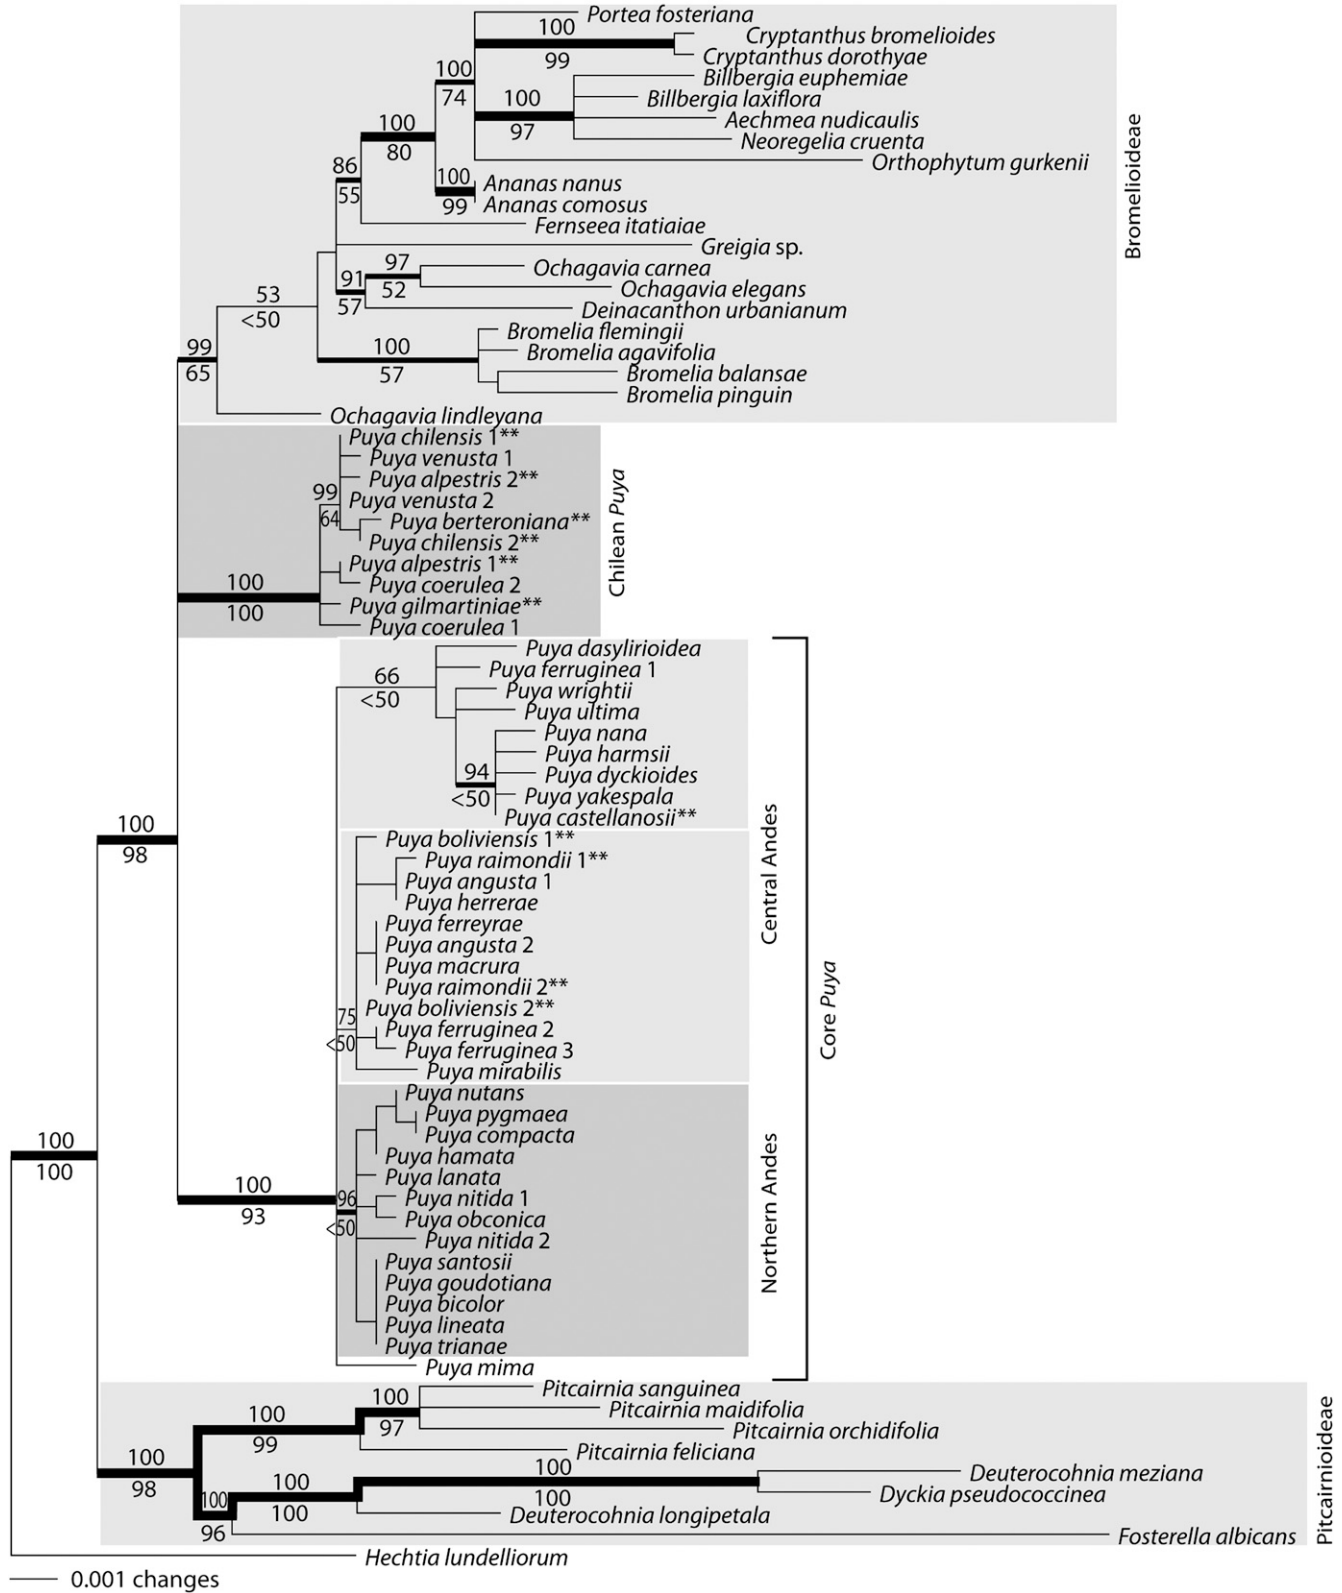 Portea fosteriana
100
Cryptanthus bromelioides
99
Cryptanthus dorothyae
100
74
Billbergia euphemiae
100
Billbergia laxiflora
97
Aechmea nudicaulis
100
80
Neoregelia cruenta
Orthophytum gurkenii
86
55
100
99
Ananas nanus
Ananas comosus
Fernseea itatiaiae
Greigia sp.
97
52
Ochagavia carnea
91
57
Ochagavia elegans
53
<50
Deinacanthon urbanianum
Bromelia flemingii
100
57
Bromelia agavifolia
99
65
Bromelia balansae
Bromelia pinguin
Ochagavia lindleyana
Bromelioideae
Puya chilensis 1**
Puya venusta 1
Puya alpestris 2**
99
64
Puya venusta 2
Puya berteroniana**
Puya chilensis 2**
Puya alpestris 1**
100
100
Puya coerulea 2
Puya gilmartiniae**
Puya coerulea 1
Chilean Puya
Puya dasylirioidea
66
<50
Puya ferruginea 1
Puya wrightii
Puya ultima
Puya nana
Puya harmsii
94
<50
Puya dyckioides
Puya yakespala
Puya castellanosii**
100
98
Puya boliviensis 1**
Puya raimondii 1**
Puya angusta 1
Puya herrerae
Puya ferreyrae
Puya angusta 2
Puya macrura
Puya raimondii 2**
75
<50
Puya boliviensis 2**
Puya ferruginea 2
Puya ferruginea 3
Puya mirabilis
Central Andes
Core Puya
Puya nutans
Puya pygmaea
Puya compacta
100
100
Puya hamata
Puya lanata
100
93
96
<50
Puya nitida 1
Puya obconica
Puya nitida 2
Puya santosii
Puya goudotiana
Puya bicolor
Puya lineata
Puya trianae
Northern Andes
Puya mima
Pitcairnia sanguinea
100
97
Pitcairnia maidifolia
100
99
Pitcairnia orchidifolia
Pitcairnia feliciana
100
98
100
100
Deuterocohnia meziana
100
100
Dyckia pseudococcinea
100
96
Deuterocohnia longipetala
Fosterella albicans
Pitcairnioideae
Hechtia lundelliorum
0.001 changes